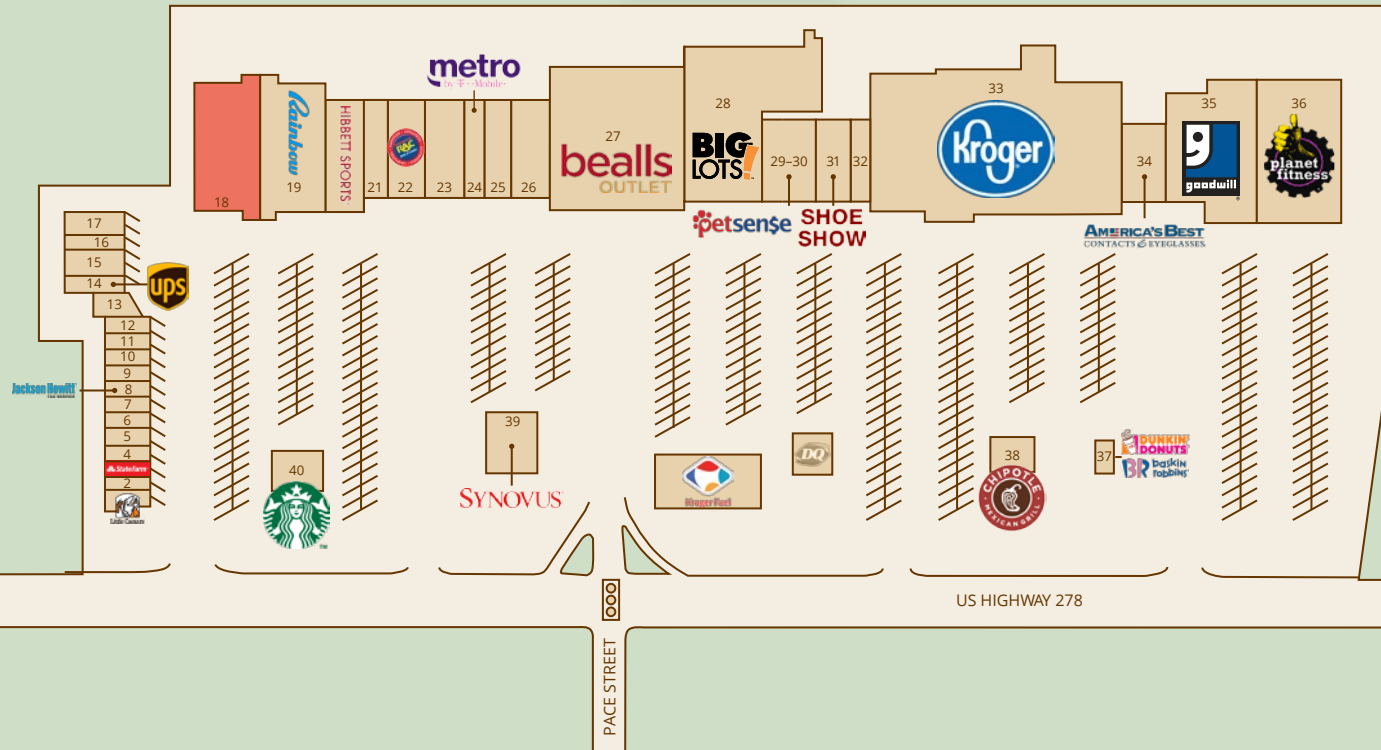 metro
by T-Mobile
18
Rainbow
19
HIBBETT SPORTS
21
RAC
22
23
24
25
26
27
bealls
OUTLET
28
BIG
LOTS!
29–30
31
32
petsense
SHOE
SHOW
33
Kroger
34
AMERICA'S BEST
CONTACTS & EYEGLASSES
35
goodwill
36
planet
fitness
17
16
15
14
ups
13
12
11
10
9
Jackson Hewitt
8
7
6
5
4
StateFarm
2
Little Caesars
40
TM
39
SYNOVUS
Kroger Fuel
DQ
38
CHIPOTLE
MEXICAN GRILL
37
DUNKIN'
DONUTS
BR baskin
robbins
US HIGHWAY 278
PACE STREET